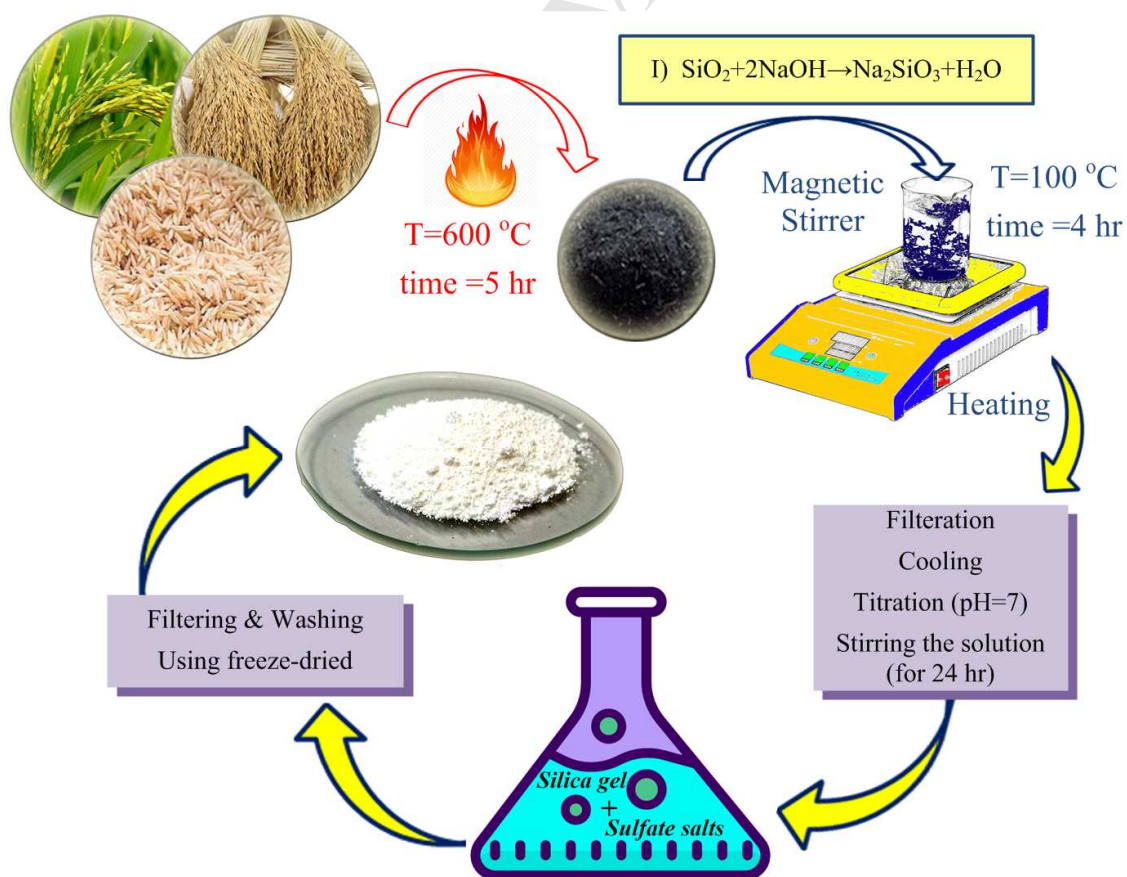 I) SiO₂+2NaOH→Na₂SiO₃+H₂O
T=600 °C
time =5 hr
Magnetic
Stirrer
T=100 °C
time =4 hr
Heating
Filteration
Cooling
Titration (pH=7)
Stirring the solution
(for 24 hr)
Silica gel
+
Sulfate salts
Filtering & Washing
Using freeze-dried